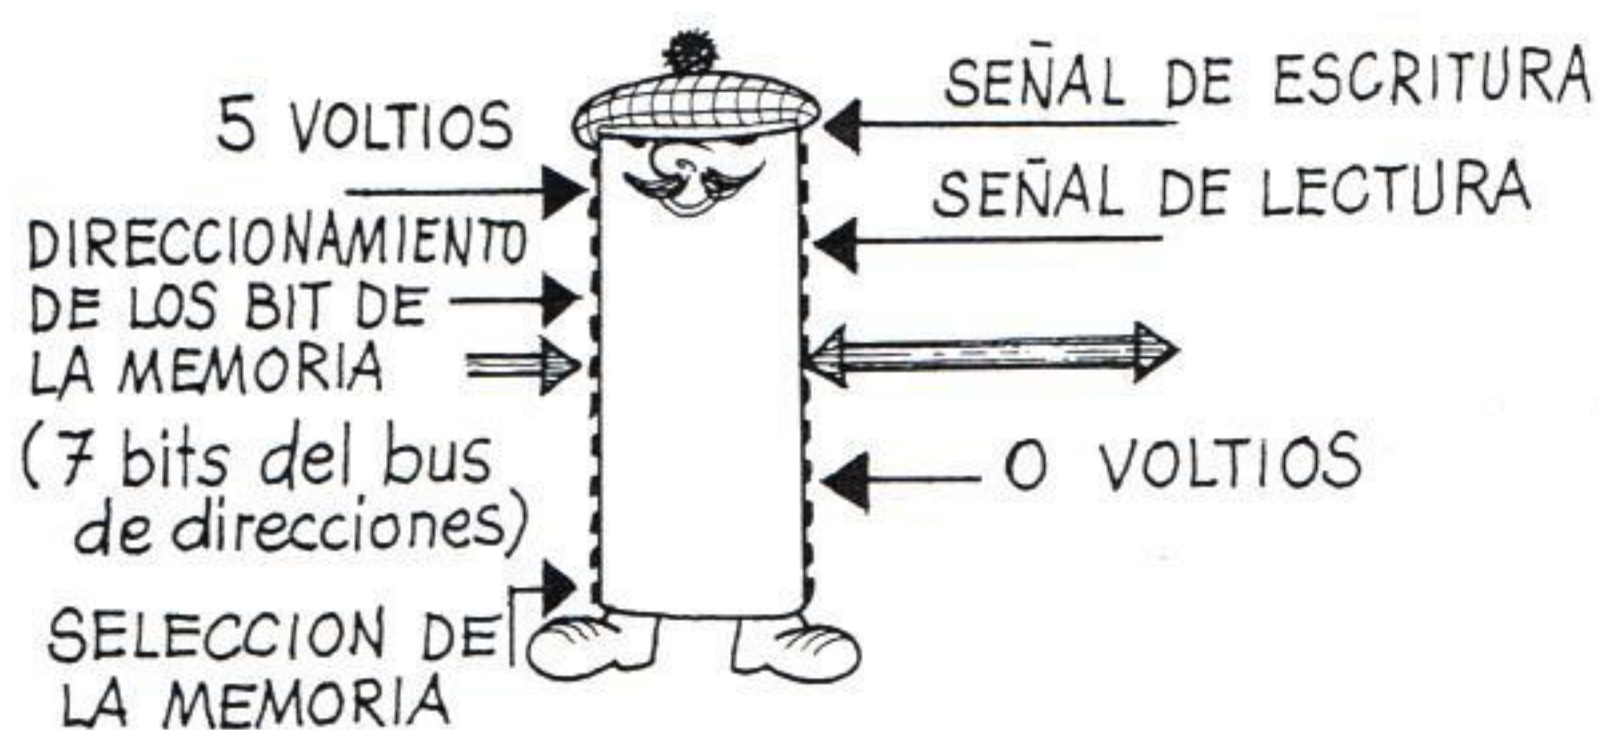 5 VOLTIOS
DIRECCIONAMIENTO
DE LOS BIT DE
LA MEMORIA
(7 bits del bus
de direcciones)
SELECCION DE
LA MEMORIA
SEÑAL DE ESCRITURA
SEÑAL DE LECTURA
0 VOLTIOS